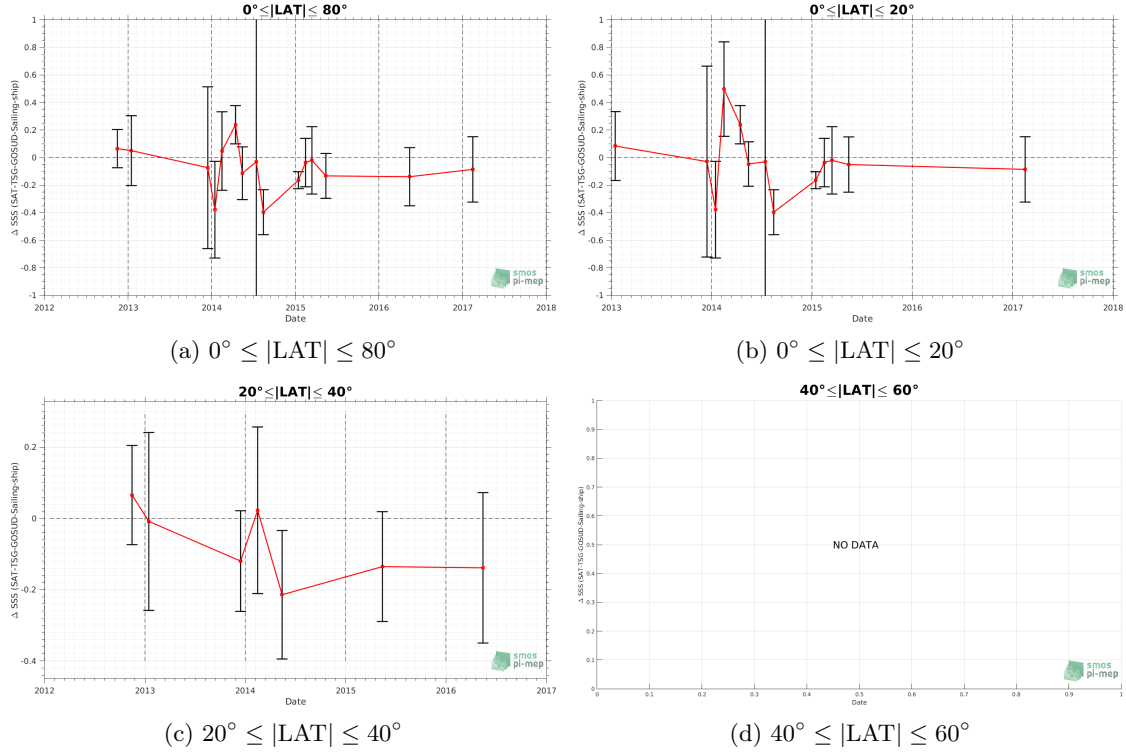 0°≤|LAT|≤ 80°
1
0.8
0.6
0.4
0.2
0
-0.2
-0.4
-0.6
-0.8
-1
Δ SSS (SAT-TSG-GOSUD-Sailing-ship)
2012 2013 2014 2015 2016 2017 2018
Date
smos
pi-mep
(a) 0° ≤ |LAT| ≤ 80°
0°≤|LAT|≤ 20°
1
0.8
0.6
0.4
0.2
0
-0.2
-0.4
-0.6
-0.8
-1
Δ SSS (SAT-TSG-GOSUD-Sailing-ship)
2013 2014 2015 2016 2017 2018
Date
smos
pi-mep
(b) 0° ≤ |LAT| ≤ 20°
20°≤|LAT|≤ 40°
0.2
0
-0.2
-0.4
Δ SSS (SAT-TSG-GOSUD-Sailing-ship)
2012 2013 2014 2015 2016 2017
Date
smos
pi-mep
(c) 20° ≤ |LAT| ≤ 40°
40°≤|LAT|≤ 60°
1
0.9
0.8
0.7
0.6
0.5
0.4
0.3
0.2
0.1
0
Δ SSS (SAT-TSG-GOSUD-Sailing-ship)
NO DATA
0 0.1 0.2 0.3 0.4 0.5 0.6 0.7 0.8 0.9 1
Date
smos
pi-mep
(d) 40° ≤ |LAT| ≤ 60°